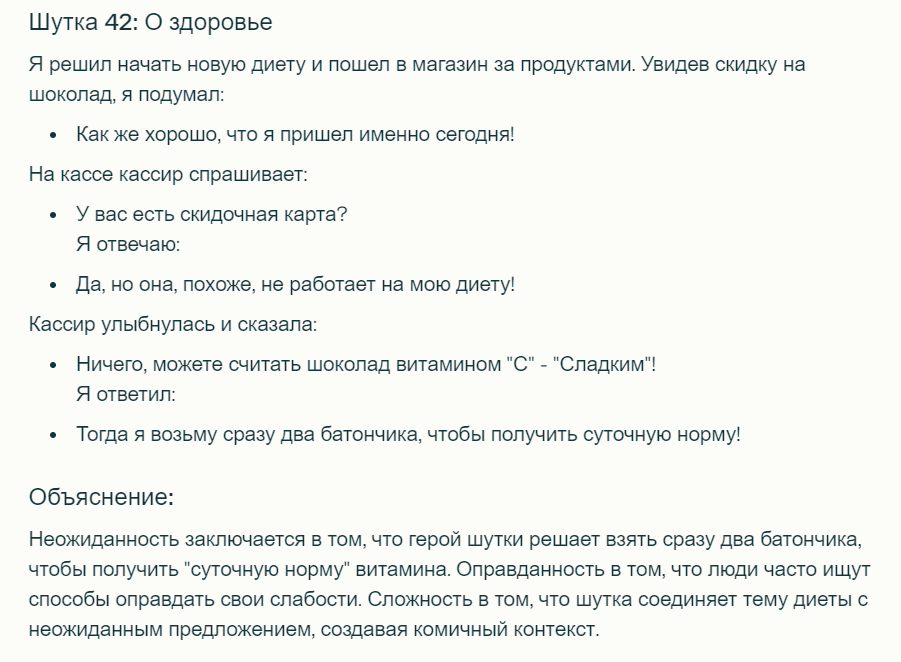 Шутка 42: О здоровье
Я решил начать новую диету и пошел в магазин за продуктами. Увидев скидку на
шоколад, я подумал:
• Как же хорошо, что я пришел именно сегодня!
На кассе кассир спрашивает:
• У вас есть скидочная карта?
Я отвечаю:
• Да, но она, похоже, не работает на мою диету!
Кассир улыбнулась и сказала:
• Ничего, можете считать шоколад витамином "С" - "Сладким"!
Я ответил:
• Тогда я возьму сразу два батончика, чтобы получить суточную норму!
Объяснение:
Неожиданность заключается в том, что герой шутки решает взять сразу два батончика,
чтобы получить "суточную норму" витамина. Оправданность в том, что люди часто ищут
способы оправдать свои слабости. Сложность в том, что шутка соединяет тему диеты с
неожиданным предложением, создавая комичный контекст.